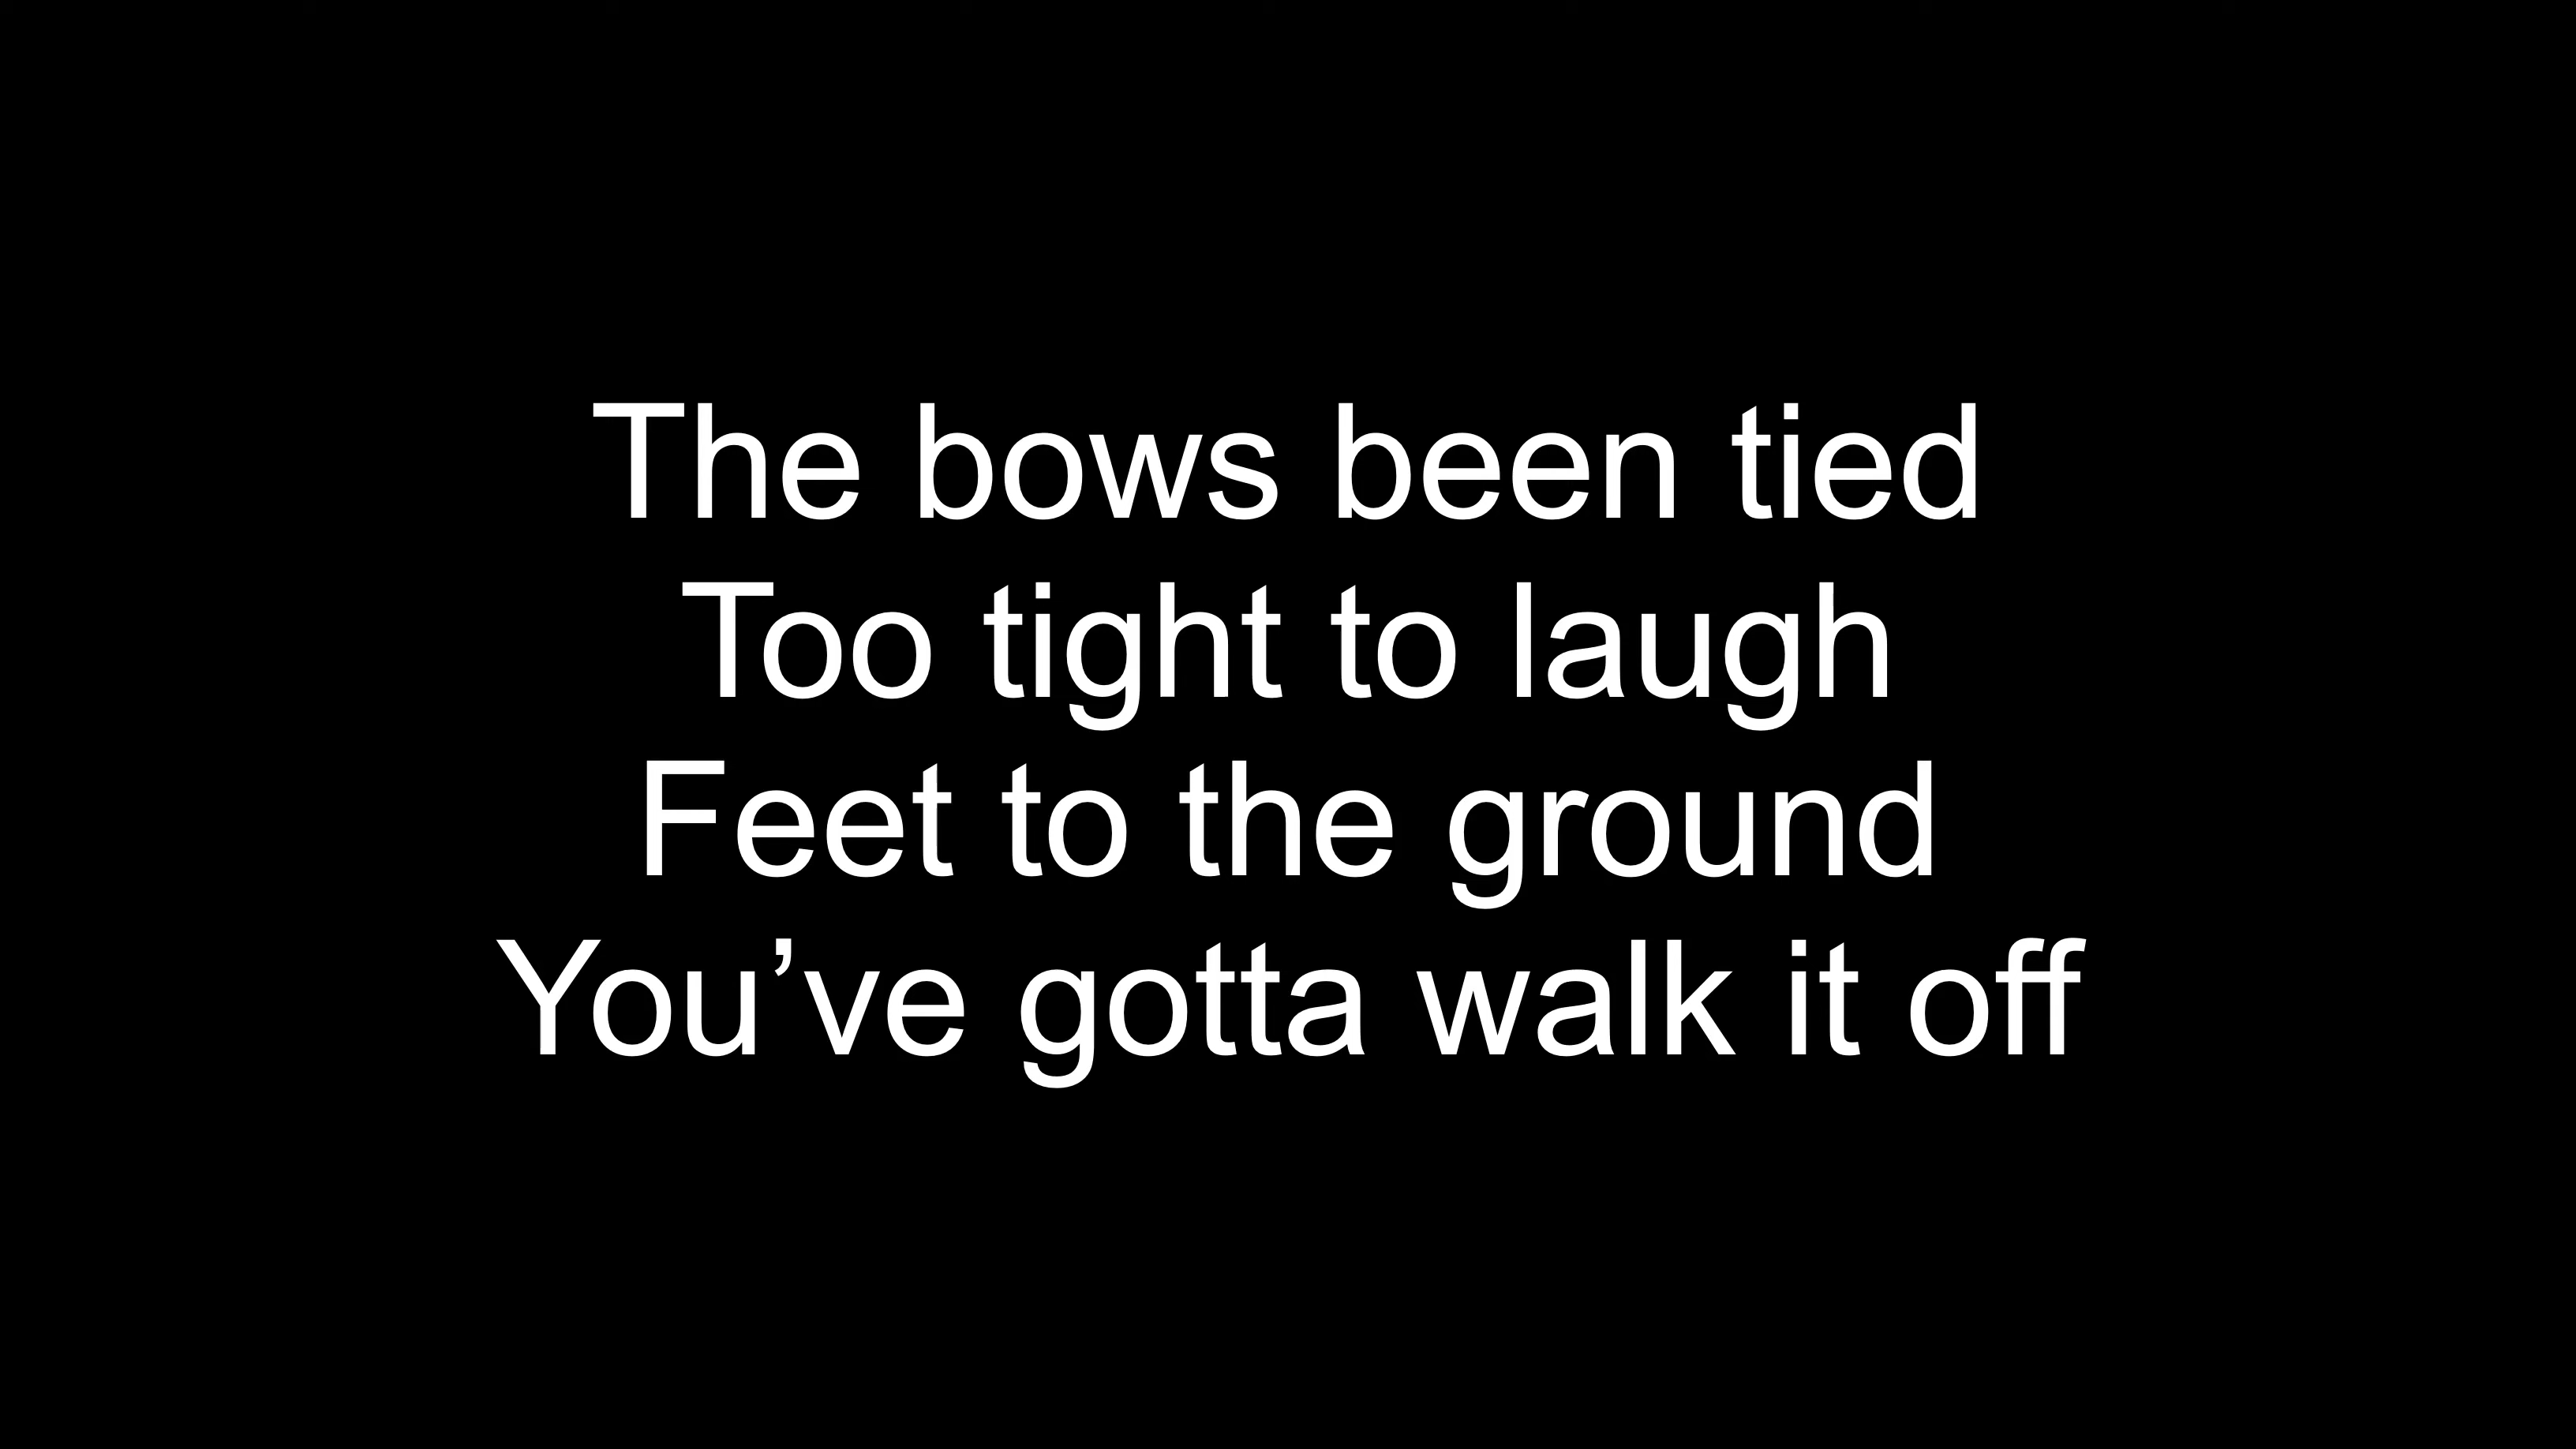 The bows been tied
Too tight to laugh
Feet to the ground
You’ve gotta walk it off